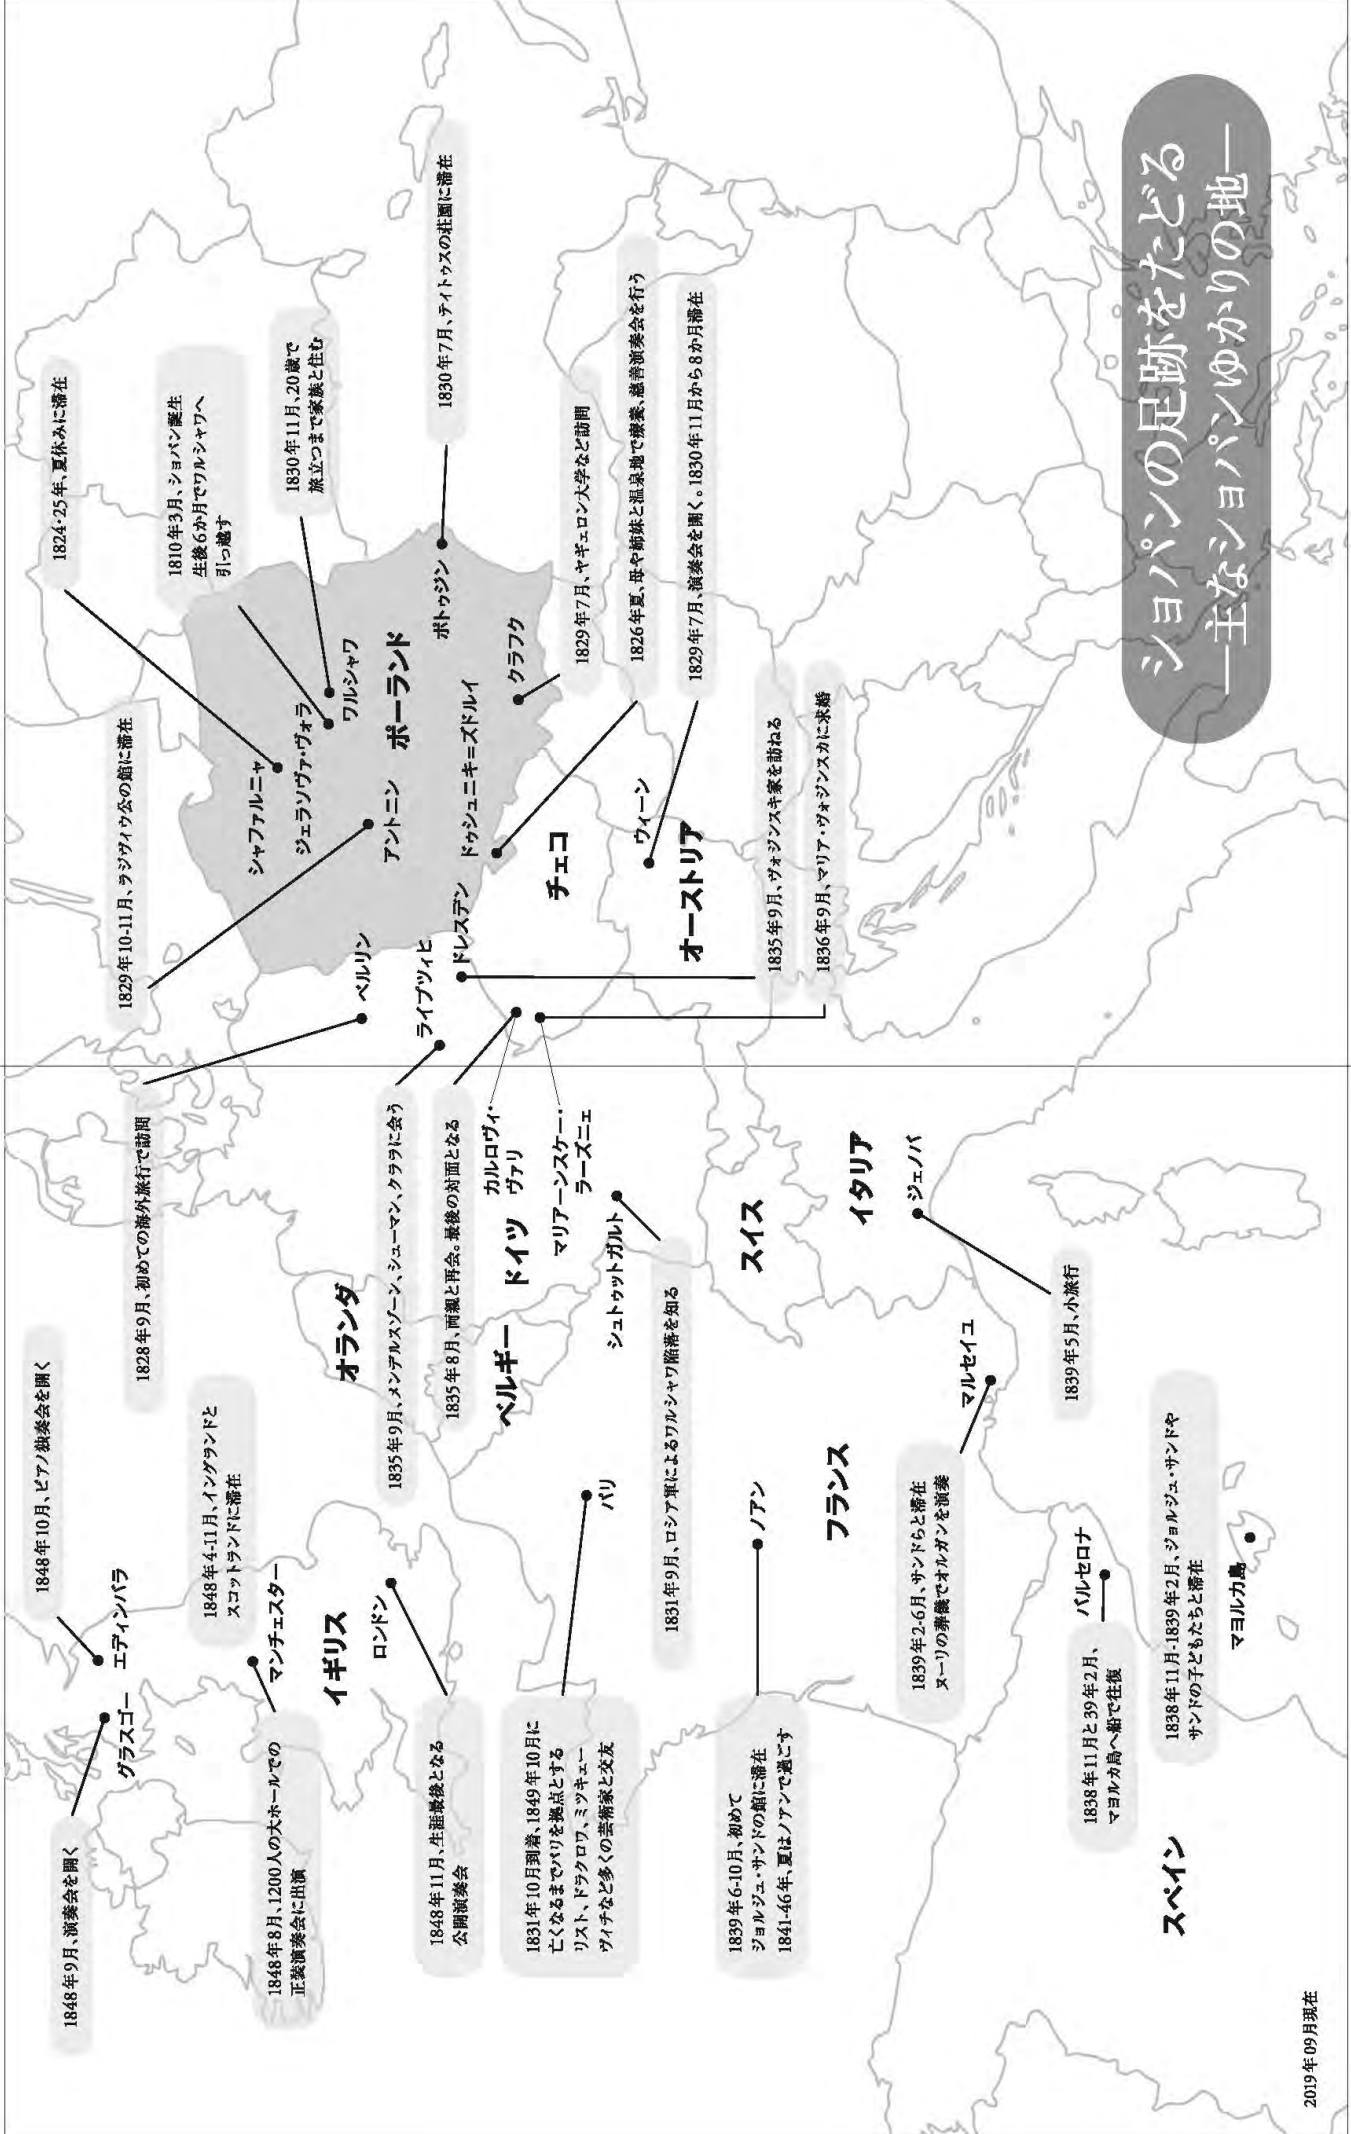 ショパンの足跡をたどる
―主なショパンゆかりの地―
1848年9月、演奏会を開く
グラスゴー
1848年10月、ピアノ独奏会を開く
エディンバラ
1848年4-11月、イングランドと
スコットランドに滞在
1848年8月、1200人の大ホールでの
正装演奏会に出演
マンチェスター
イギリス
ロンドン
1848年11月、生涯最後となる
公開演奏会
1831年10月到着、1849年10月に
亡くなるまでパリを拠点とする
リスト、ドラクロワ、ミツキェー
ヴィチなど多くの芸術家と交友
パリ
1839年6-10月、初めて
ジョルジュ・サンドの館に滞在
1841-46年、夏はノアンで過ごす
ノアン
フランス
1839年2-6月、サンドらと滞在
ヌーリの葬儀でオルガンを演奏
マルセイユ
1838年11月と39年2月、
マヨルカ島へ船で往復
バルセロナ
1838年11月-1839年2月、ジョルジュ・サンドや
サンドの子どもたちと滞在
マヨルカ島
スペイン
1839年5月、小旅行
ジェノバ
イタリア
スイス
1831年9月、ロシア軍によるワルシャワ陥落を知る
シュトゥットガルト
オランダ
ベルギー
ドイツ
1828年9月、初めての海外旅行で訪問
ベルリン
1835年9月、メンデルスゾーン、シューマン、クララに会う
ライプツィヒ
1835年8月、両親と再会。最後の対面となる
カルロヴィ・
ヴァリ
マリアーンスケー・
ラーズニェ
1836年9月、マリア・ヴォジンスカに求婚
1835年9月、ヴォジンスキ家を訪ねる
ドレスデン
1829年10-11月、ラジヴィウ公の館に滞在
アントニン
1824・25年、夏休みに滞在
シャファルニャ
1810年3月、ショパン誕生
生後6か月でワルシャワへ
引っ越す
ジェラゾヴァ・ヴォラ
1830年11月、20歳で
旅立つまで家族と住む
ワルシャワ
ポーランド
1830年7月、ティトゥスの荘園に滞在
ポトゥジン
1829年7月、ヤギェロン大学など訪問
クラフク
1826年夏、母や姉妹と温泉地で療養、慈善演奏会を行う
ドゥシュニキ=ズドルイ
チェコ
1829年7月、演奏会を開く。1830年11月から8か月滞在
ウィーン
オーストリア
2019年09月現在